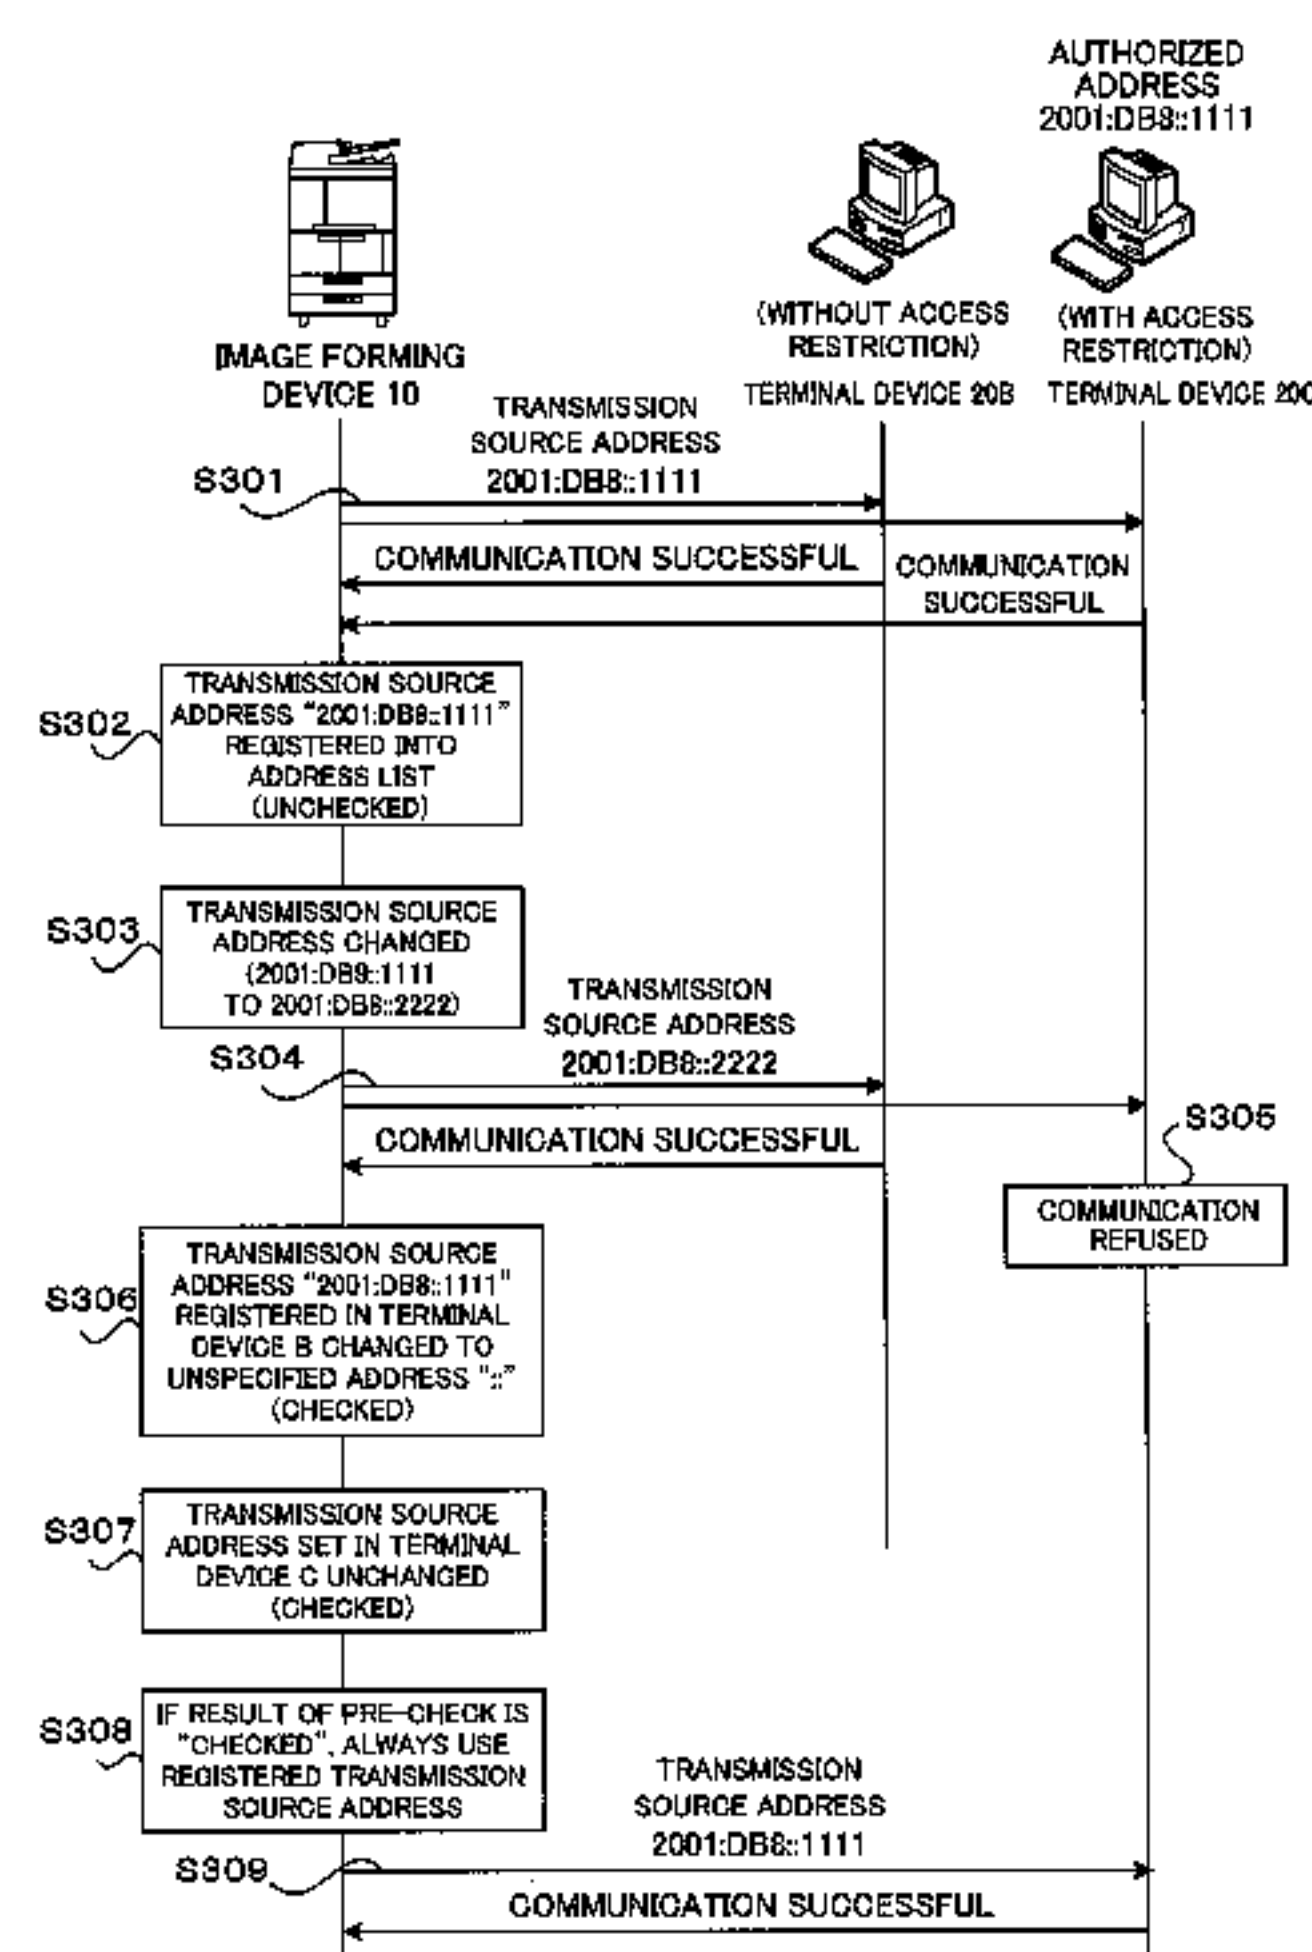 AUTHORIZED
ADDRESS
2001:DB8::1111
(WITHOUT ACCESS
RESTRICTION)
(WITH ACCESS
RESTRICTION)
IMAGE FORMING
DEVICE 10
TERMINAL DEVICE 20B
TERMINAL DEVICE 20C
TRANSMISSION
SOURCE ADDRESS
2001:DB8::1111
S301
COMMUNICATION SUCCESSFUL
COMMUNICATION
SUCCESSFUL
S302
TRANSMISSION SOURCE
ADDRESS “2001:DB8::1111”
REGISTERED INTO
ADDRESS LIST
(UNCHECKED)
S303
TRANSMISSION SOURCE
ADDRESS CHANGED
(2001:DB9::1111
TO 2001:DB8::2222)
TRANSMISSION
SOURCE ADDRESS
2001:DB8::2222
S304
COMMUNICATION SUCCESSFUL
S305
COMMUNICATION
REFUSED
S306
TRANSMISSION SOURCE
ADDRESS "2001:DB8::1111"
REGISTERED IN TERMINAL
DEVICE B CHANGED TO
UNSPECIFIED ADDRESS "::"
(CHECKED)
S307
TRANSMISSION SOURCE
ADDRESS SET IN TERMINAL
DEVICE C UNCHANGED
(CHECKED)
S308
IF RESULT OF PRE-CHECK IS
"CHECKED", ALWAYS USE
REGISTERED TRANSMISSION
SOURCE ADDRESS
TRANSMISSION
SOURCE ADDRESS
2001:DB8::1111
S309
COMMUNICATION SUCCESSFUL